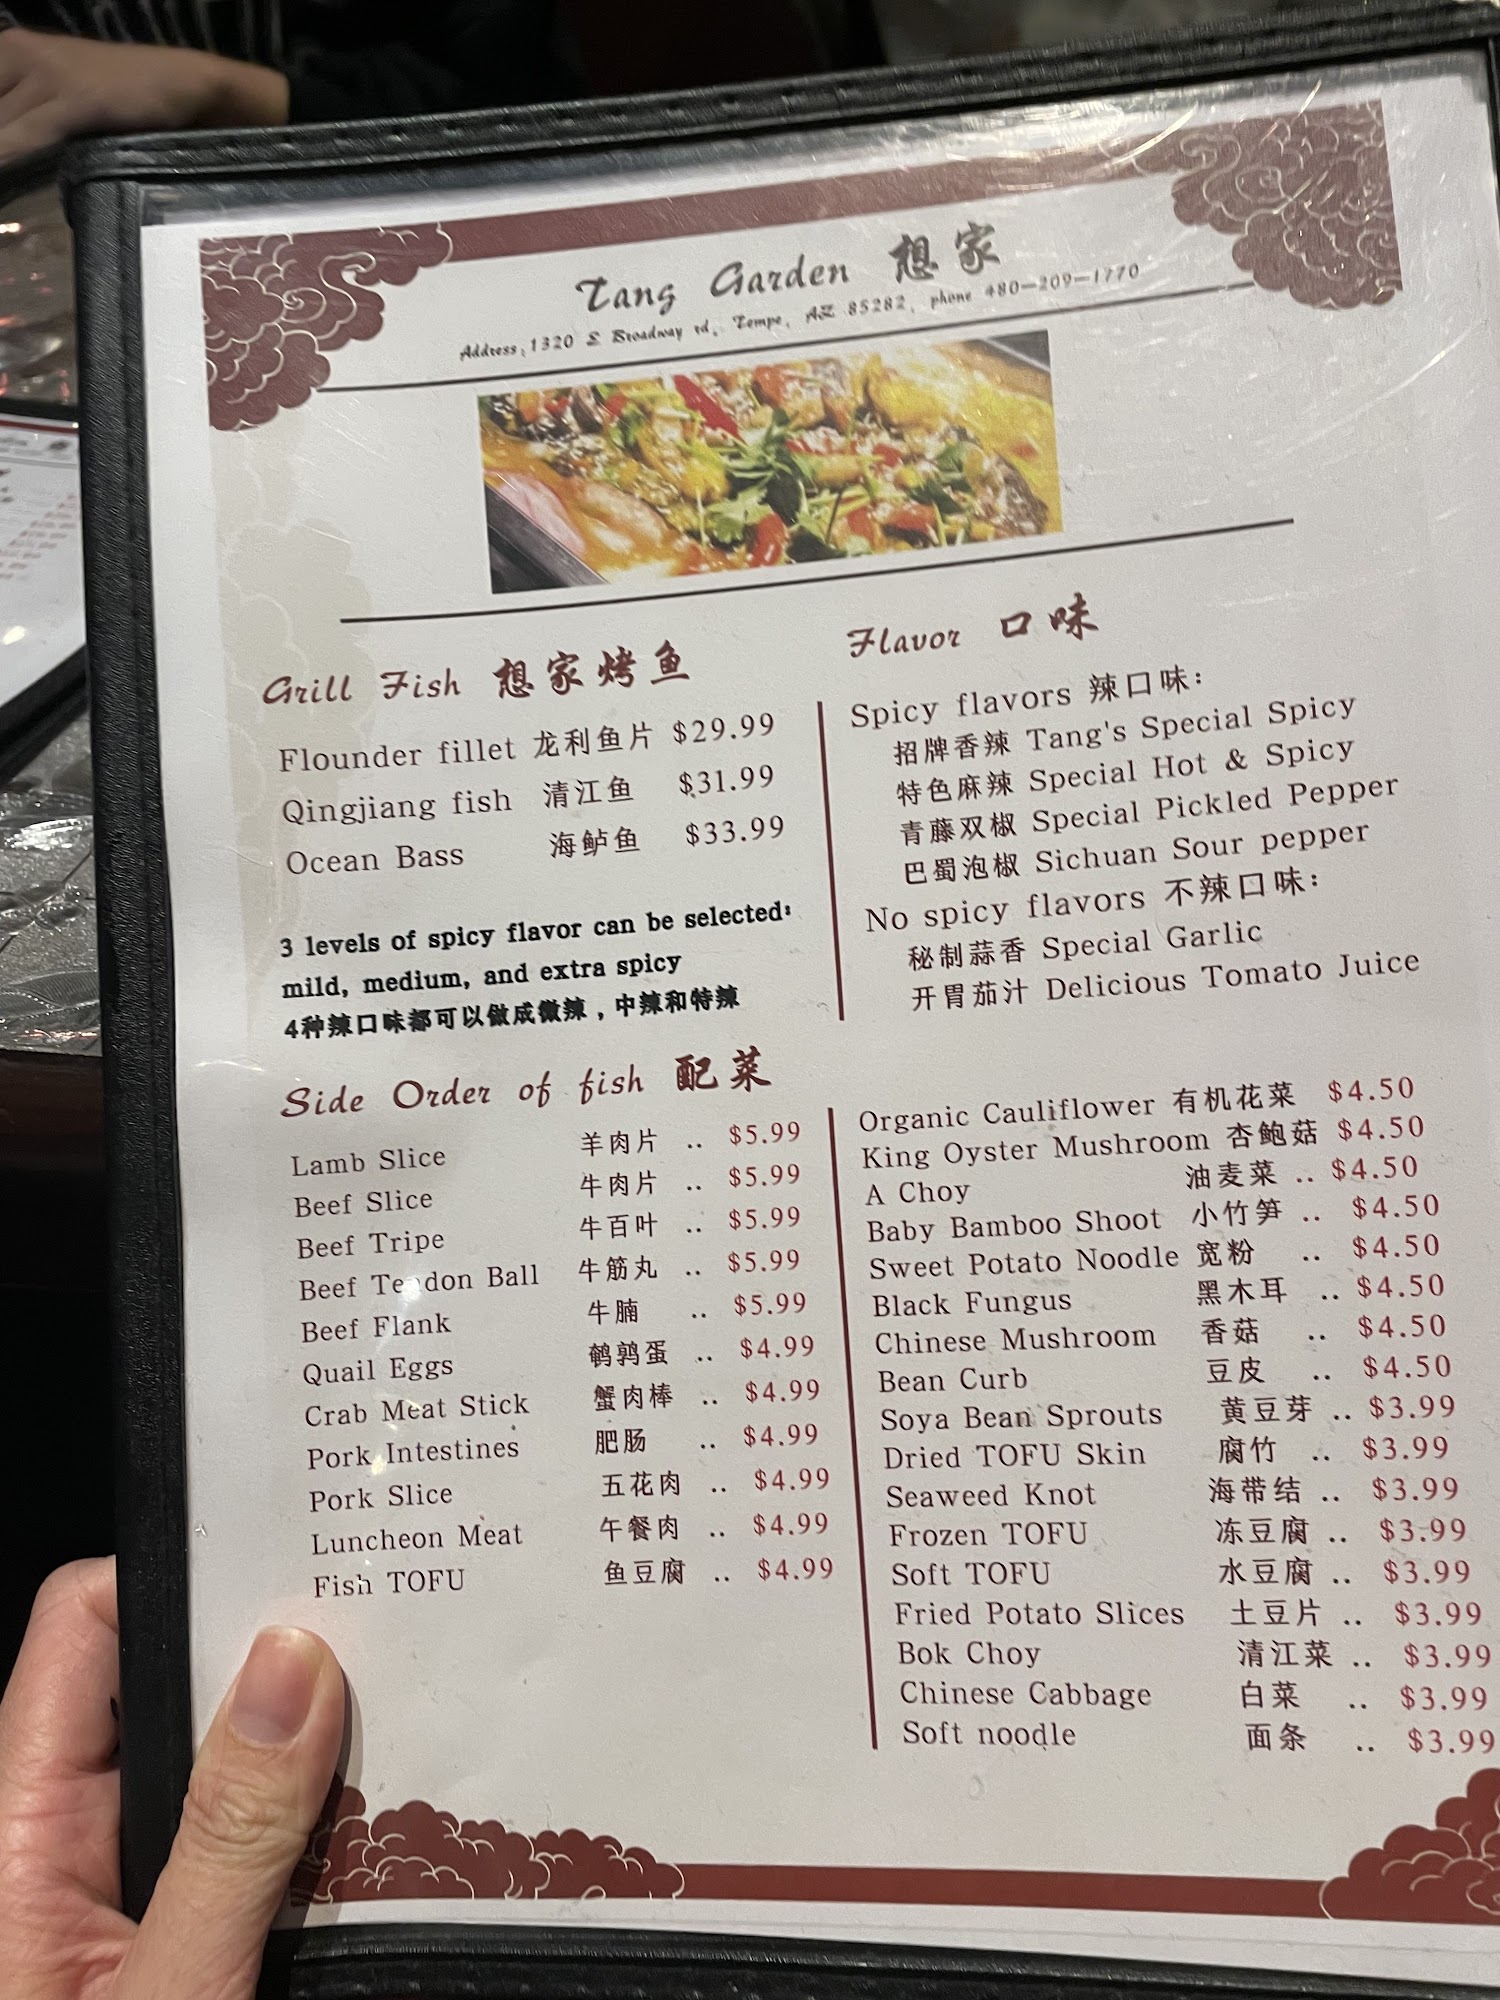 Tang Garden 想家
Address:1320 E Broadway rd, Tempe, AZ 85282, phone 480-209-1770
Grill Fish 想家烤鱼
Flounder fillet 龙利鱼片 $29.99
Qingjiang fish 清江鱼 $31.99
Ocean Bass 海鲈鱼 $33.99
3 levels of spicy flavor can be selected:
mild, medium, and extra spicy
4种辣口味都可以做成微辣，中辣和特辣
Flavor 口味
Spicy flavors 辣口味:
招牌香辣 Tang's Special Spicy
特色麻辣 Special Hot & Spicy
青藤双椒 Special Pickled Pepper
巴蜀泡椒 Sichuan Sour pepper
No spicy flavors 不辣口味:
秘制蒜香 Special Garlic
开胃茄汁 Delicious Tomato Juice
Side Order of fish 配菜
Lamb Slice 羊肉片 .. $5.99
Beef Slice 牛肉片 .. $5.99
Beef Tripe 牛百叶 .. $5.99
Beef Tendon Ball 牛筋丸 .. $5.99
Beef Flank 牛腩 .. $5.99
Quail Eggs 鹌鹑蛋 .. $4.99
Crab Meat Stick 蟹肉棒 .. $4.99
Pork Intestines 肥肠 .. $4.99
Pork Slice 五花肉 .. $4.99
Luncheon Meat 午餐肉 .. $4.99
Fish TOFU 鱼豆腐 .. $4.99
Organic Cauliflower 有机花菜 $4.50
King Oyster Mushroom 杏鲍菇 $4.50
A Choy 油麦菜 .. $4.50
Baby Bamboo Shoot 小竹笋 .. $4.50
Sweet Potato Noodle 宽粉 .. $4.50
Black Fungus 黑木耳 .. $4.50
Chinese Mushroom 香菇 .. $4.50
Bean Curb 豆皮 .. $4.50
Soya Bean Sprouts 黄豆芽 .. $3.99
Dried TOFU Skin 腐竹 .. $3.99
Seaweed Knot 海带结 .. $3.99
Frozen TOFU 冻豆腐 .. $3.99
Soft TOFU 水豆腐 .. $3.99
Fried Potato Slices 土豆片 .. $3.99
Bok Choy 清江菜 .. $3.99
Chinese Cabbage 白菜 .. $3.99
Soft noodle 面条 .. $3.99